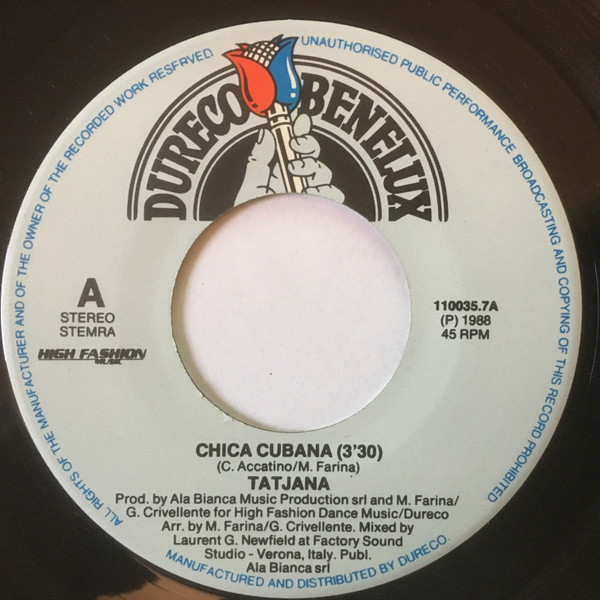 ALL RIGHTS OF THE MANUFACTURER AND OF THE OWNER OF THE RECORDED WORK RESERVED.
UNAUTHORISED PUBLIC PERFORMANCE BROADCASTING AND COPYING OF THIS RECORD PROHIBITED
DURECO BENELUX
A
STEREO
STEMRA
HIGH FASHION
MUSIC
110035.7A
(P) 1988
45 RPM
CHICA CUBANA (3'30)
(C. Accatino/M. Farina)
TATJANA
Prod. by Ala Bianca Music Production srl and M. Farina/
G. Crivellente for High Fashion Dance Music/Dureco
Arr. by M. Farina/G. Crivellente. Mixed by
Laurent G. Newfield at Factory Sound
Studio - Verona, Italy. Publ.
Ala Bianca srl
MANUFACTURED AND DISTRIBUTED BY DURECO.